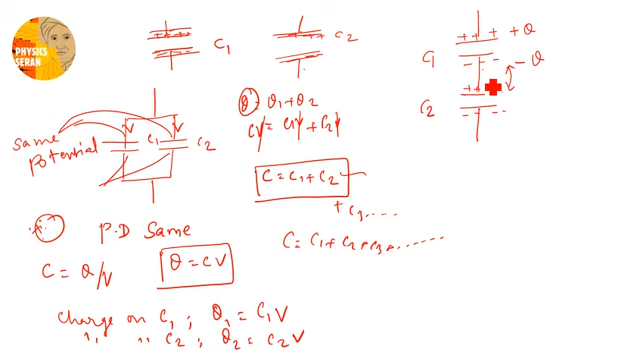 PHYSICS
SERAN
+ + + +
C₁
+ + + +
C₂
same
potential
C₁
C₂
P.D Same
C = Q/V
Q = CV
charge on C₁ ; Q₁ = C₁V
" " C₂ ; Q₂ = C₂V
Q = Q₁ + Q₂
CV = C₁V + C₂V
C = C₁ + C₂
+ C₃ .....
C = C₁ + C₂ + C₃ + .......
++ + + Q
C₁
- - - - Q
++
C₂
- - -